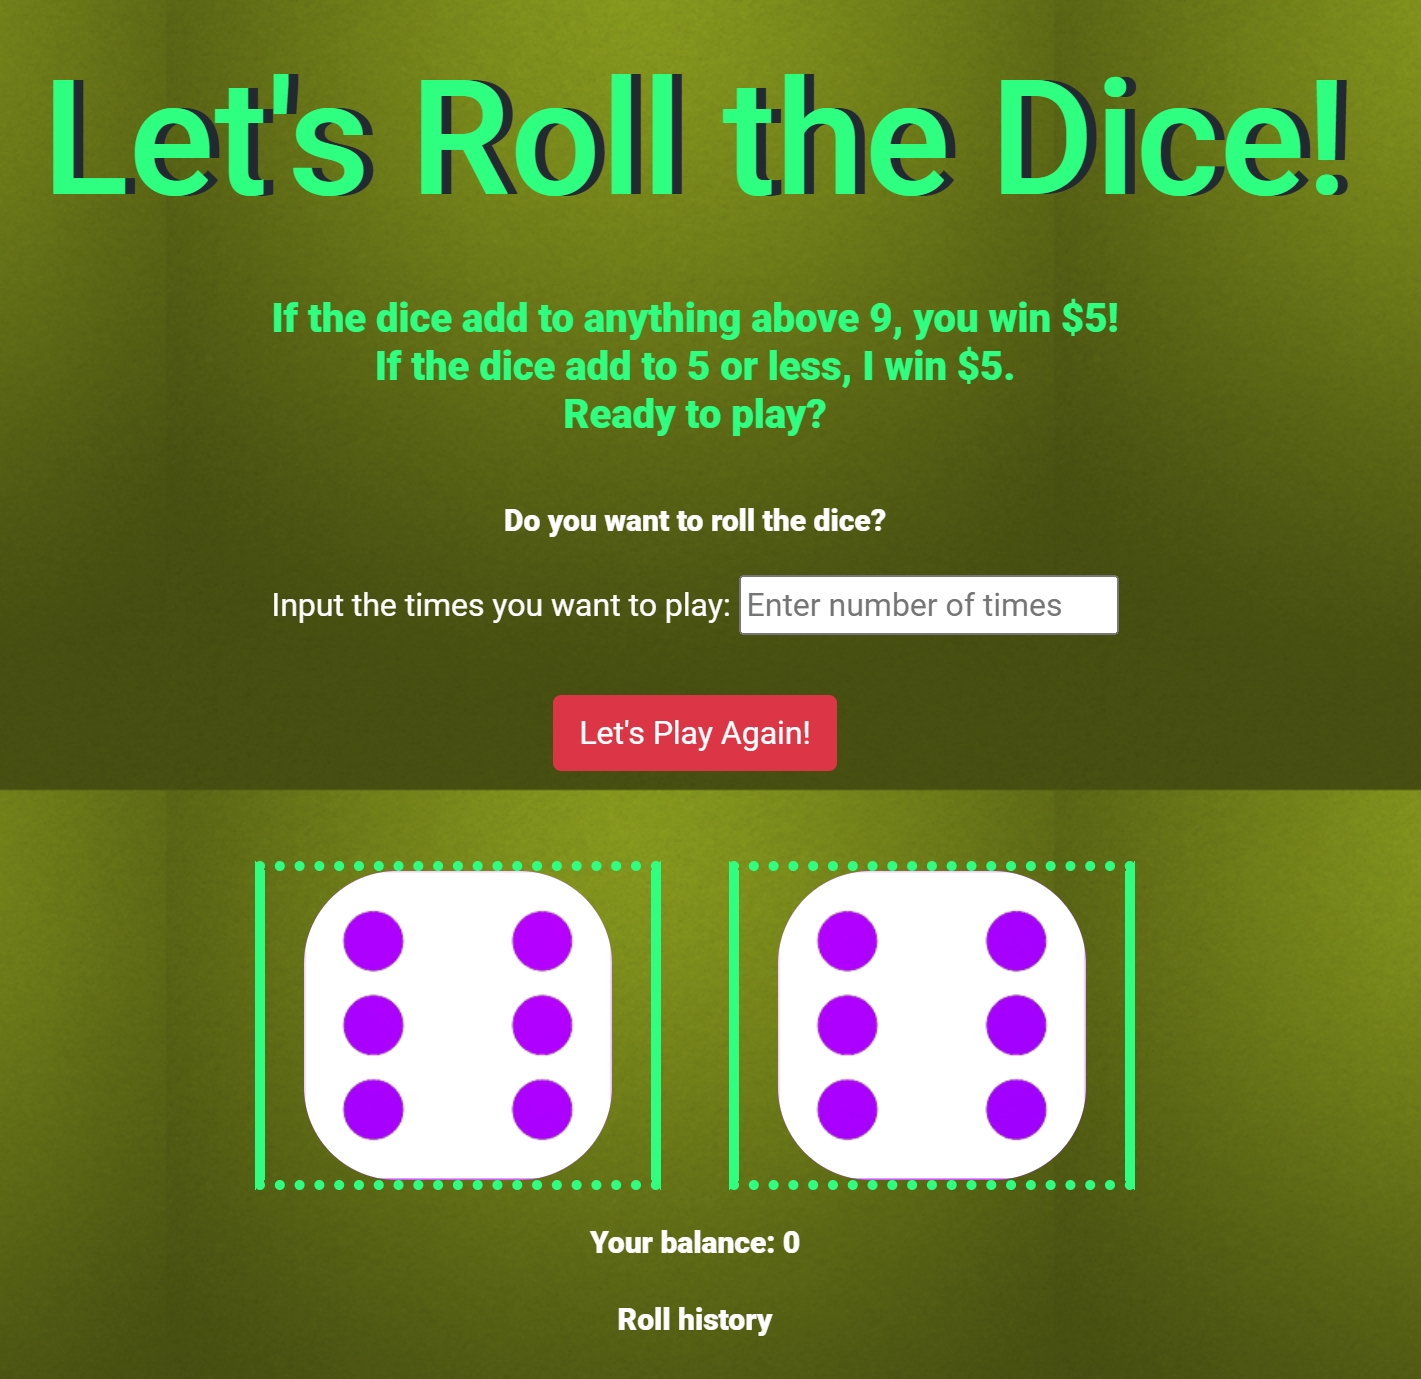 Let's Roll the Dice!
If the dice add to anything above 9, you win $5!
If the dice add to 5 or less, I win $5.
Ready to play?
Do you want to roll the dice?
Input the times you want to play: Enter number of times
Let's Play Again!
Your balance: 0
Roll history